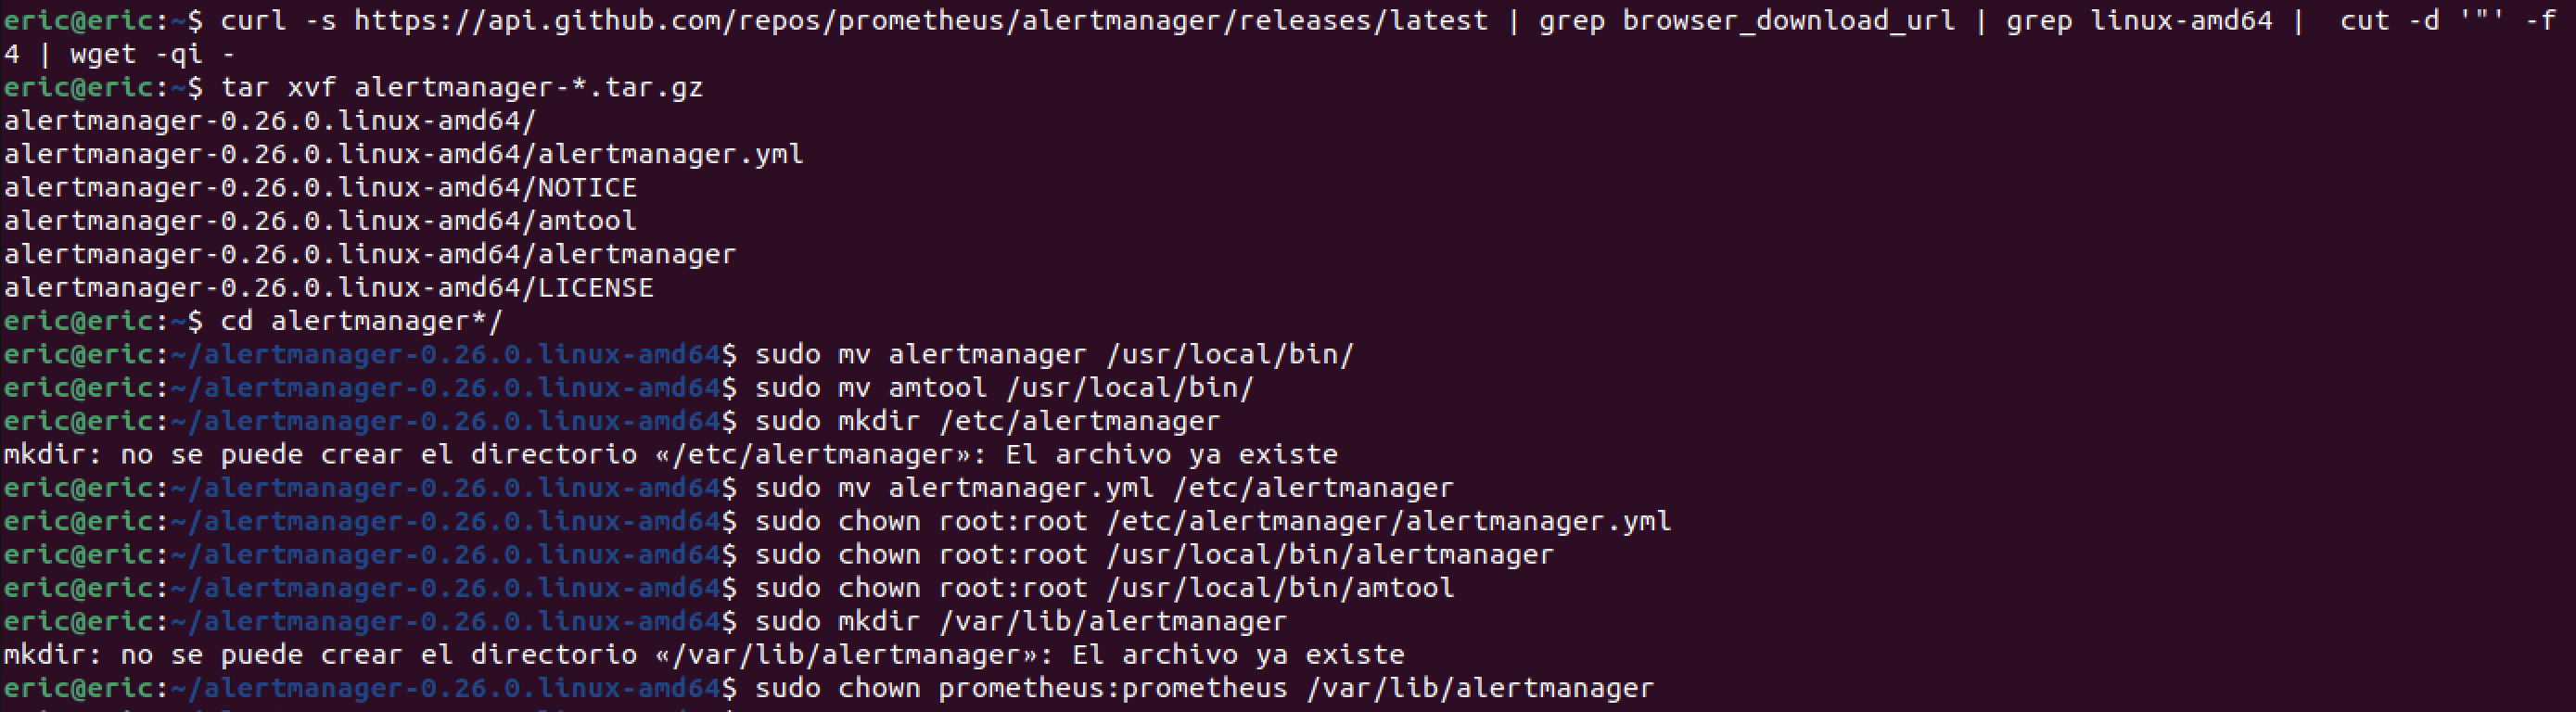 eric@eric:~$ curl -s https://api.github.com/repos/prometheus/alertmanager/releases/latest | grep browser_download_url | grep linux-amd64 |  cut -d '"' -f
4 | wget -qi -
eric@eric:~$ tar xvf alertmanager-*.tar.gz
alertmanager-0.26.0.linux-amd64/
alertmanager-0.26.0.linux-amd64/alertmanager.yml
alertmanager-0.26.0.linux-amd64/NOTICE
alertmanager-0.26.0.linux-amd64/amtool
alertmanager-0.26.0.linux-amd64/alertmanager
alertmanager-0.26.0.linux-amd64/LICENSE
eric@eric:~$ cd alertmanager*/
eric@eric:~/alertmanager-0.26.0.linux-amd64$ sudo mv alertmanager /usr/local/bin/
eric@eric:~/alertmanager-0.26.0.linux-amd64$ sudo mv amtool /usr/local/bin/
eric@eric:~/alertmanager-0.26.0.linux-amd64$ sudo mkdir /etc/alertmanager
mkdir: no se puede crear el directorio «/etc/alertmanager»: El archivo ya existe
eric@eric:~/alertmanager-0.26.0.linux-amd64$ sudo mv alertmanager.yml /etc/alertmanager
eric@eric:~/alertmanager-0.26.0.linux-amd64$ sudo chown root:root /etc/alertmanager/alertmanager.yml
eric@eric:~/alertmanager-0.26.0.linux-amd64$ sudo chown root:root /usr/local/bin/alertmanager
eric@eric:~/alertmanager-0.26.0.linux-amd64$ sudo chown root:root /usr/local/bin/amtool
eric@eric:~/alertmanager-0.26.0.linux-amd64$ sudo mkdir /var/lib/alertmanager
mkdir: no se puede crear el directorio «/var/lib/alertmanager»: El archivo ya existe
eric@eric:~/alertmanager-0.26.0.linux-amd64$ sudo chown prometheus:prometheus /var/lib/alertmanager